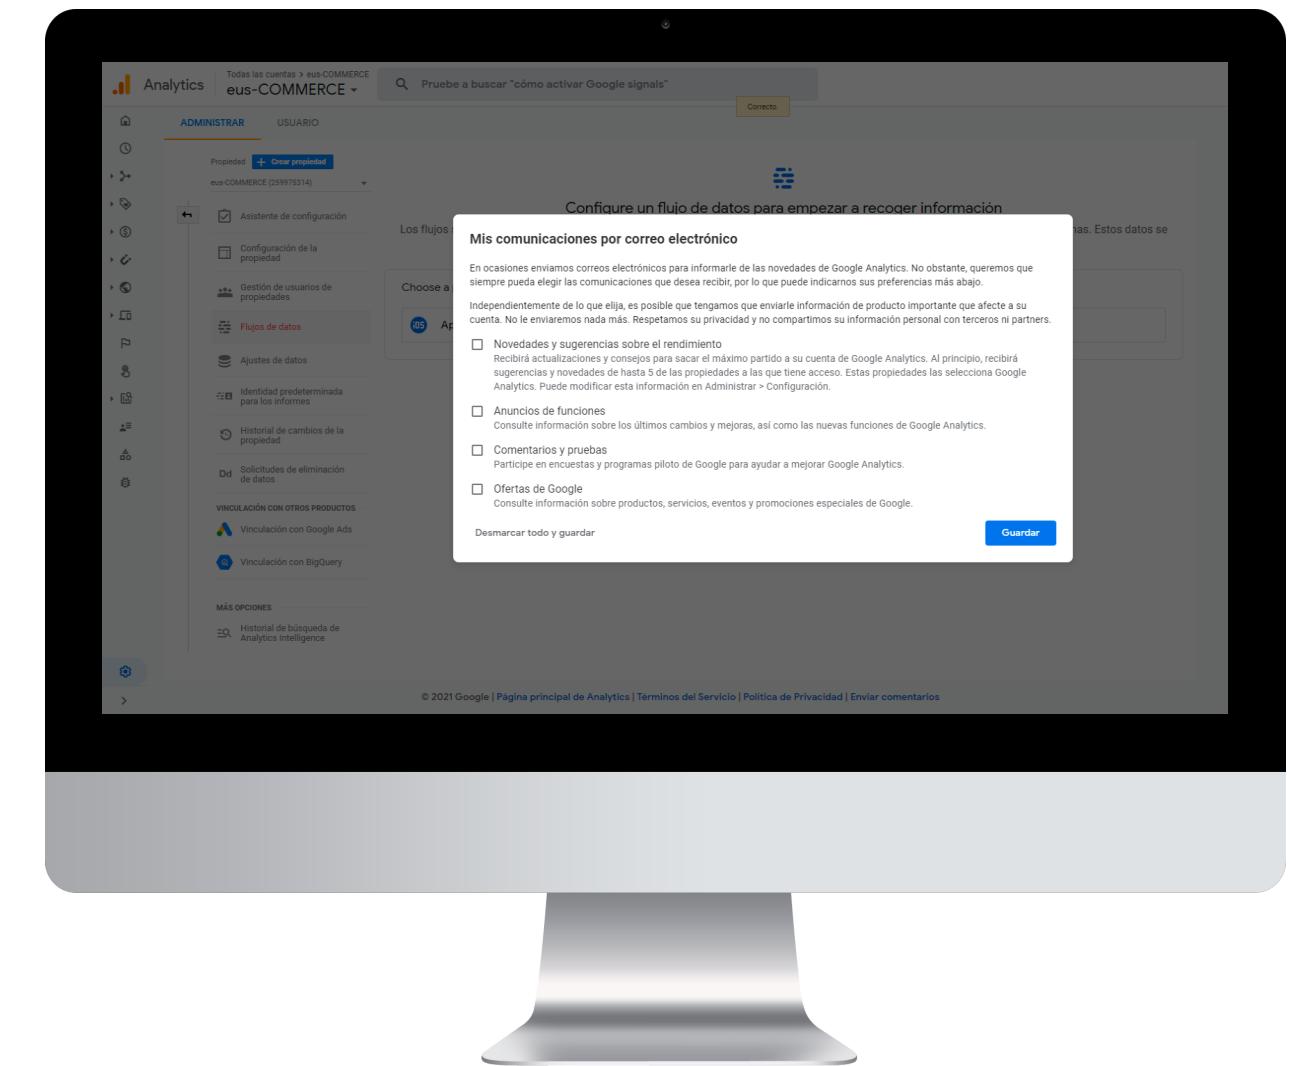 Analytics
Todas las cuentas > eus-COMMERCE
eus-COMMERCE
Pruebe a buscar "cómo activar Google signals"
Correcto.
ADMINISTRAR
USUARIO
Propiedad
+ Crear propiedad
eus-COMMERCE (259975314)
Asistente de configuración
Configuración de la
propiedad
Gestión de usuarios de
propiedades
Flujos de datos
Ajustes de datos
Identidad predeterminada
para los informes
Historial de cambios de la
propiedad
Dd Solicitudes de eliminación
de datos
VINCULACIÓN CON OTROS PRODUCTOS
Vinculación con Google Ads
Vinculación con BigQuery
MÁS OPCIONES
Historial de búsqueda de
Analytics Intelligence
Configure un flujo de datos para empezar a recoger información
Los flujos
Estos datos se
Choose a
iOS
Mis comunicaciones por correo electrónico
En ocasiones enviamos correos electrónicos para informarle de las novedades de Google Analytics. No obstante, queremos que
siempre pueda elegir las comunicaciones que desea recibir, por lo que puede indicarnos sus preferencias más abajo.
Independientemente de lo que elija, es posible que tengamos que enviarle información de producto importante que afecte a su
cuenta. No le enviaremos nada más. Respetamos su privacidad y no compartimos su información personal con terceros ni partners.
Novedades y sugerencias sobre el rendimiento
Recibirá actualizaciones y consejos para sacar el máximo partido a su cuenta de Google Analytics. Al principio, recibirá
sugerencias y novedades de hasta 5 de las propiedades a las que tiene acceso. Estas propiedades las selecciona Google
Analytics. Puede modificar esta información en Administrar > Configuración.
Anuncios de funciones
Consulte información sobre los últimos cambios y mejoras, así como las nuevas funciones de Google Analytics.
Comentarios y pruebas
Participe en encuestas y programas piloto de Google para ayudar a mejorar Google Analytics.
Ofertas de Google
Consulte información sobre productos, servicios, eventos y promociones especiales de Google.
Desmarcar todo y guardar
Guardar
© 2021 Google | Página principal de Analytics | Términos del Servicio | Política de Privacidad | Enviar comentarios